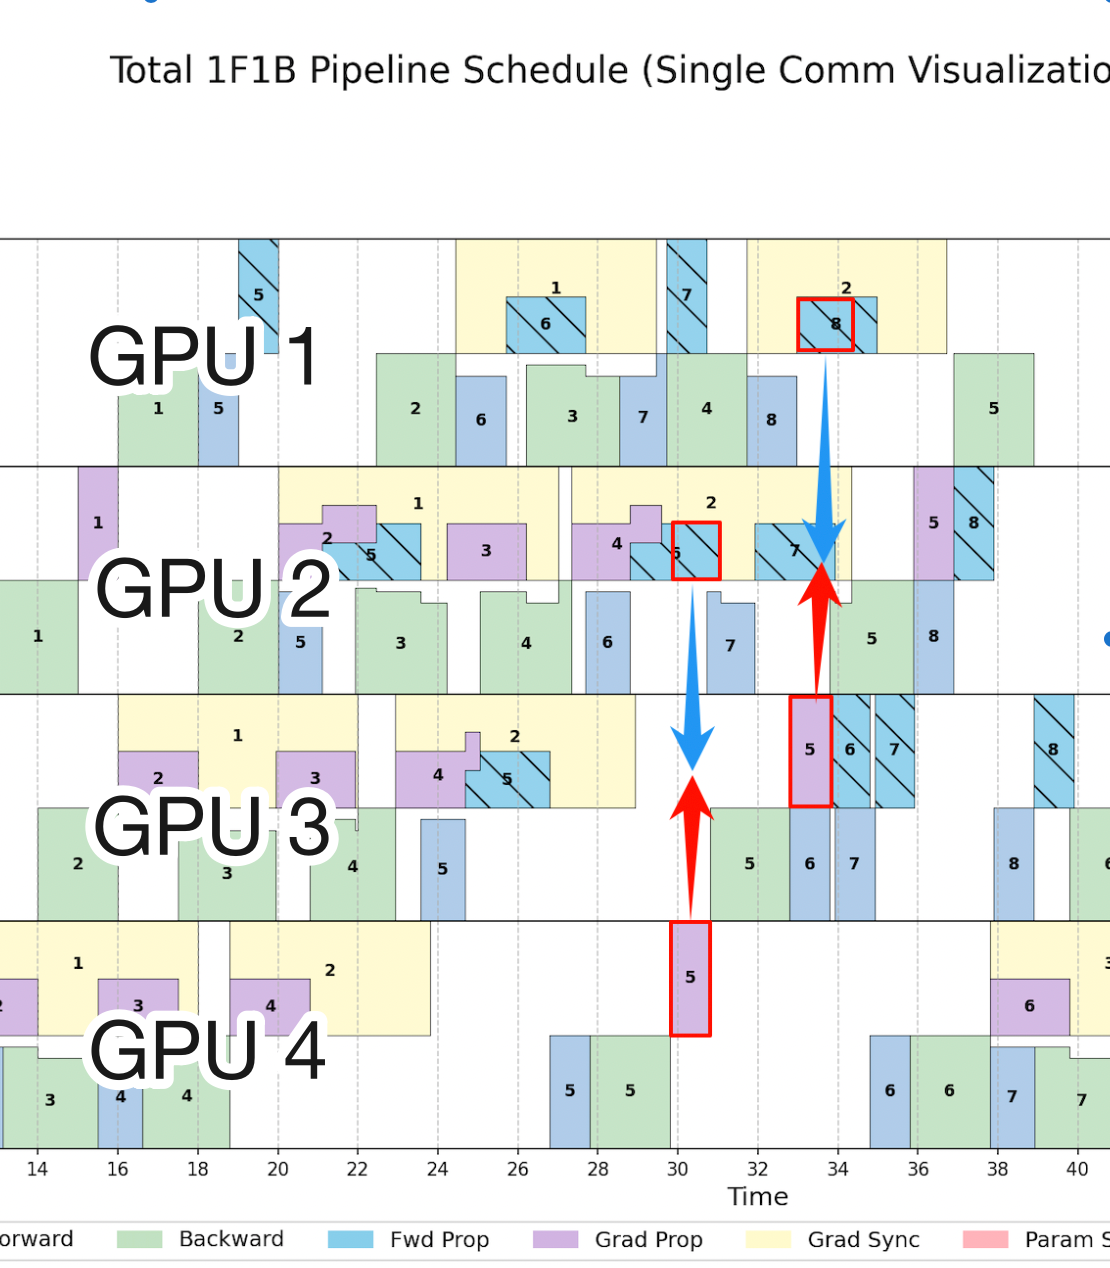 Total 1F1B Pipeline Schedule (Single Comm Visualizatio
5 1 6 7 2 8
GPU 1
1 5 2 6 3 7 4 8 5
1 1 2 5 3 4 2 6 7 5 8
GPU 2
1 2 5 3 4 6 7 5 8
1 2 3 4 2 5 5 6 7 8
GPU 3
2 3 4 5 5 6 7 8 6
2 1 3 4 2 5 6 3
GPU 4
3 4 4 5 5 6 6 7 7
14 16 18 20 22 24 26 28 30 32 34 36 38 40
Time
orward Backward Fwd Prop Grad Prop Grad Sync Param S